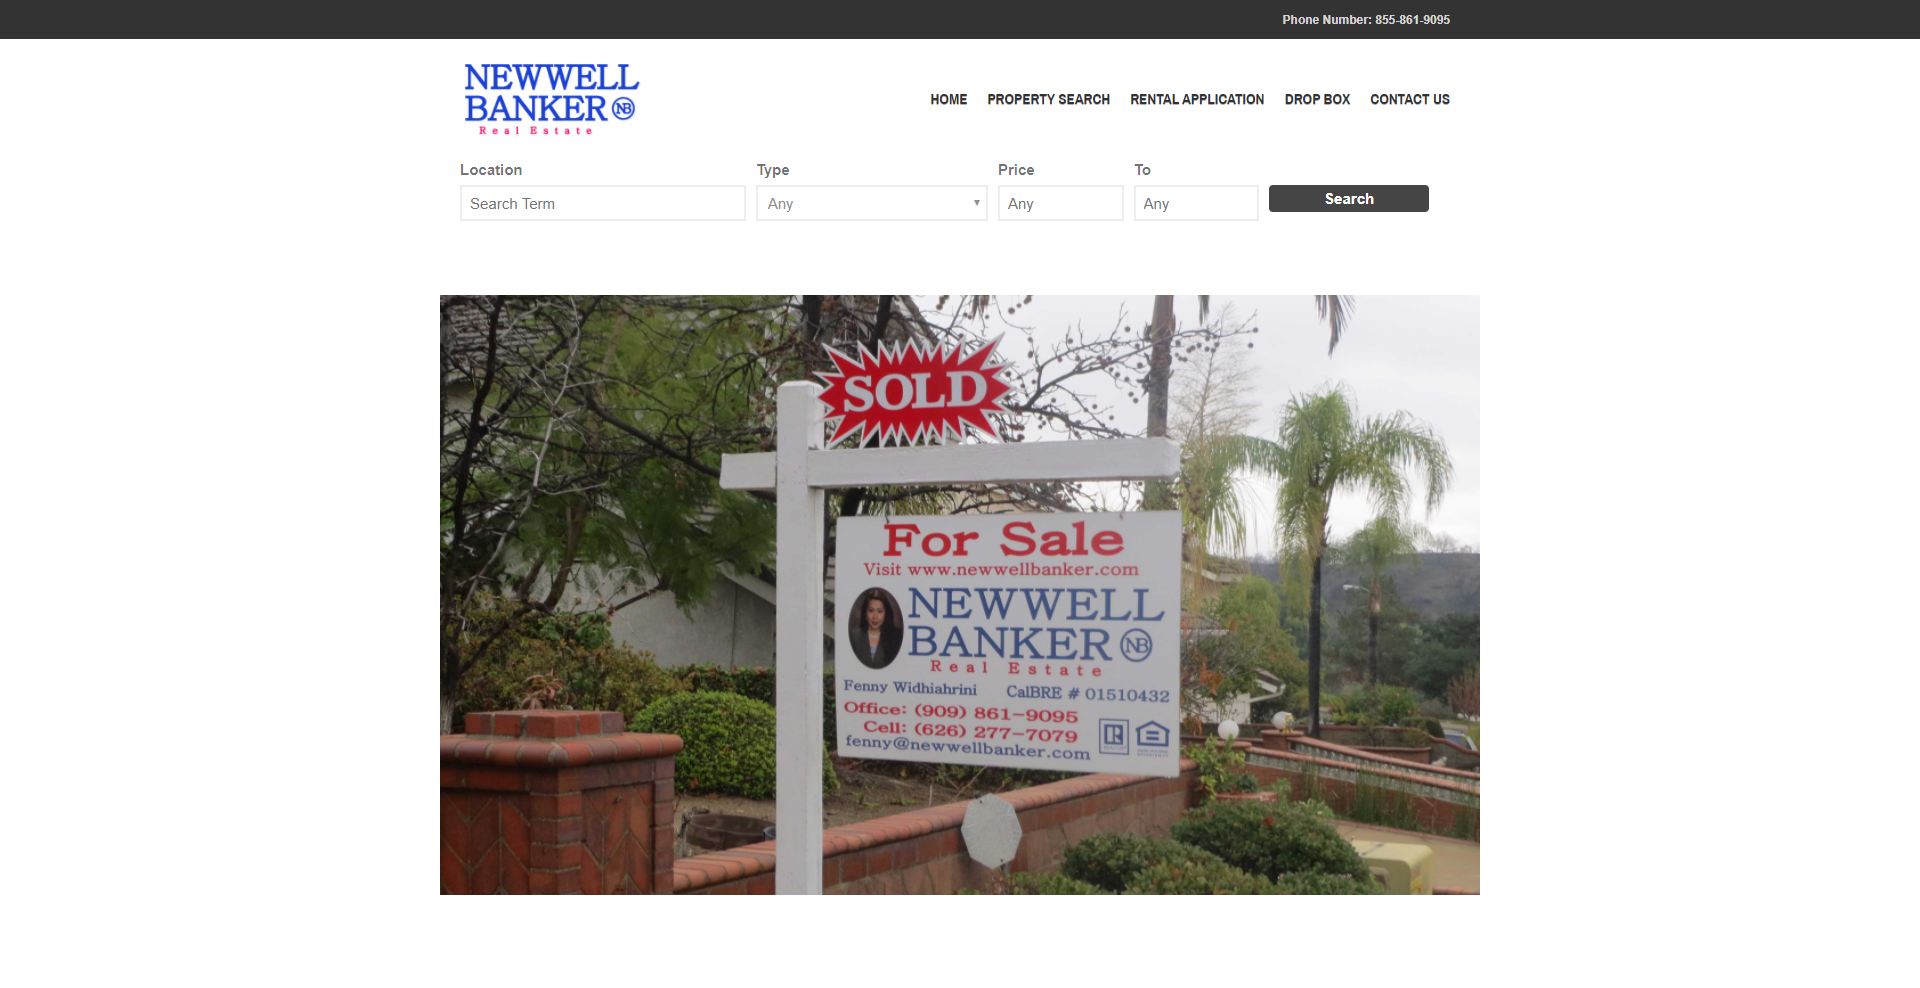 Phone Number: 855-861-9095
NEWWELL
BANKER NB
Real Estate
HOME PROPERTY SEARCH RENTAL APPLICATION DROP BOX CONTACT US
Location Type Price To
Search Term Any Any Any Search
SOLD
For Sale
Visit www.newwellbanker.com
NEWWELL
BANKER NB
Real Estate
Fenny Widhiahrini CalBRE # 01510432
Office: (909) 861-9095
Cell: (626) 277-7079
fenny@newwellbanker.com